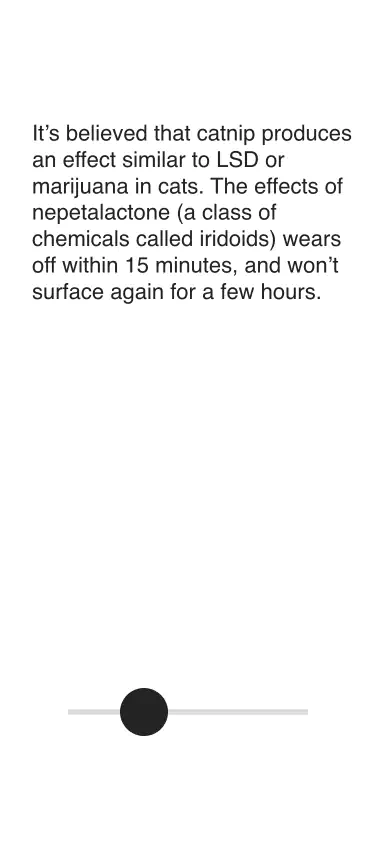 It’s believed that catnip produces
an effect similar to LSD or
marijuana in cats. The effects of
nepetalactone (a class of
chemicals called iridoids) wears
off within 15 minutes, and won’t
surface again for a few hours.